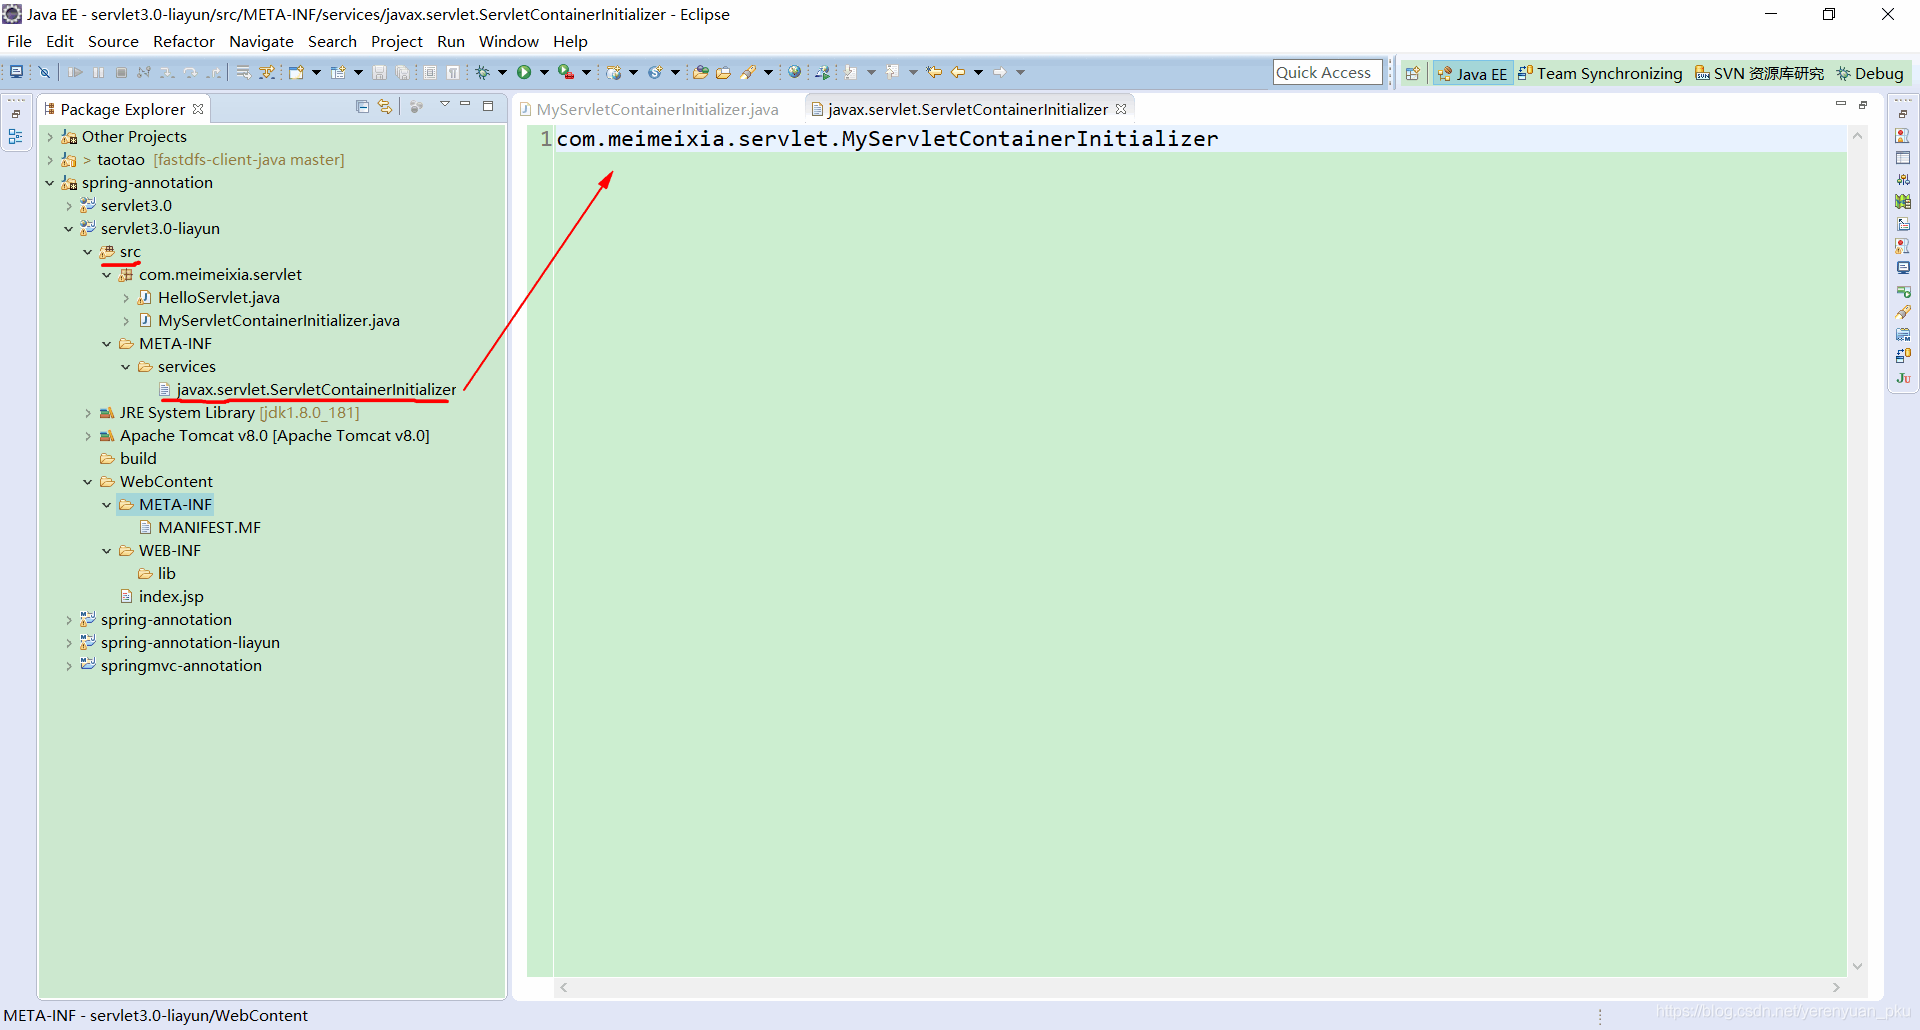 Java EE - servlet3.0-liayun/src/META-INF/services/javax.servlet.ServletContainerInitializer - Eclipse
File Edit Source Refactor Navigate Search Project Run Window Help
Quick Access
Java EE
Team Synchronizing
SVN 资源库研究
Debug
Package Explorer
MyServletContainerInitializer.java
javax.servlet.ServletContainerInitializer
Other Projects
> taotao [fastdfs-client-java master]
spring-annotation
servlet3.0
servlet3.0-liayun
src
com.meimeixia.servlet
HelloServlet.java
MyServletContainerInitializer.java
META-INF
services
javax.servlet.ServletContainerInitializer
JRE System Library [jdk1.8.0_181]
Apache Tomcat v8.0 [Apache Tomcat v8.0]
build
WebContent
META-INF
MANIFEST.MF
WEB-INF
lib
index.jsp
spring-annotation
spring-annotation-liayun
springmvc-annotation
1 com.meimeixia.servlet.MyServletContainerInitializer
Ju
META-INF - servlet3.0-liayun/WebContent
https://blog.csdn.net/yerenyuan_pku